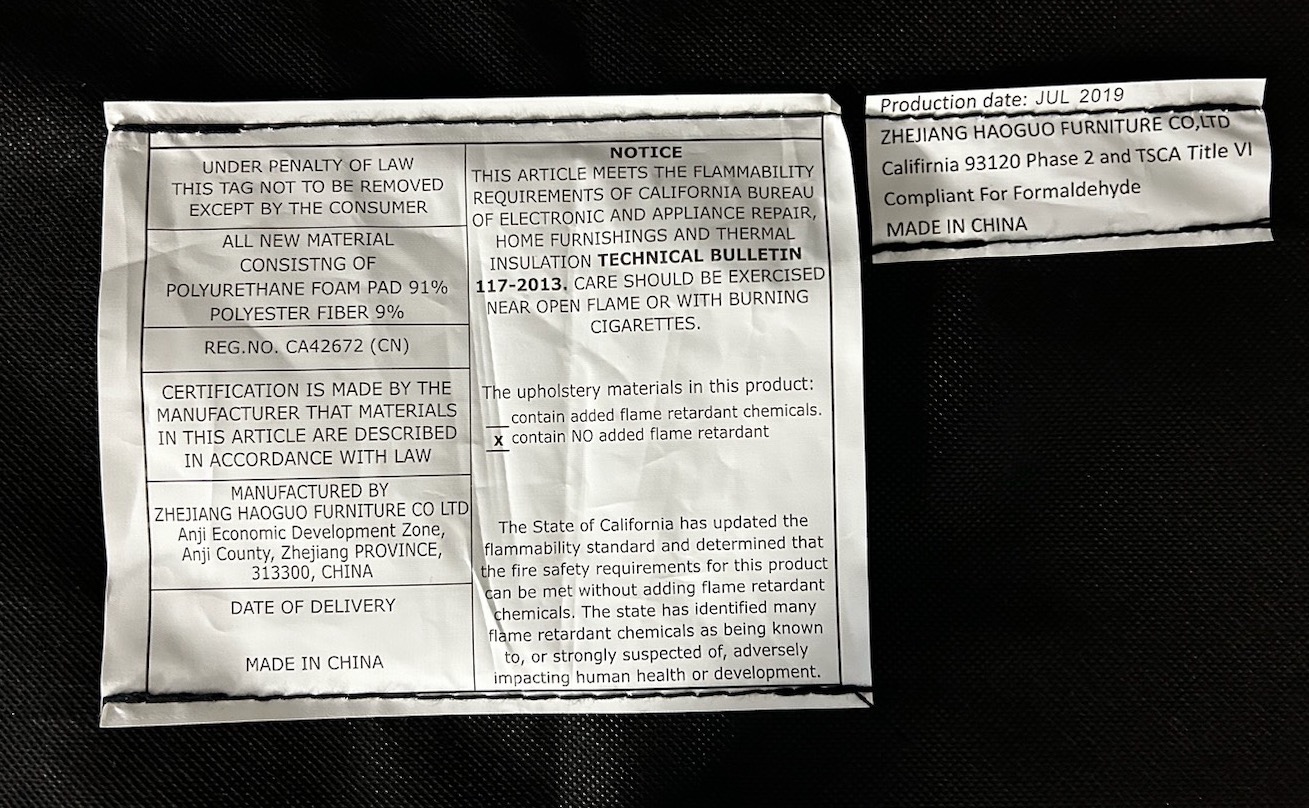 UNDER PENALTY OF LAW
THIS TAG NOT TO BE REMOVED
EXCEPT BY THE CONSUMER
ALL NEW MATERIAL
CONSISTNG OF
POLYURETHANE FOAM PAD 91%
POLYESTER FIBER 9%
REG.NO. CA42672 (CN)
CERTIFICATION IS MADE BY THE
MANUFACTURER THAT MATERIALS
IN THIS ARTICLE ARE DESCRIBED
IN ACCORDANCE WITH LAW
MANUFACTURED BY
ZHEJIANG HAOGUO FURNITURE CO LTD
Anji Economic Development Zone,
Anji County, Zhejiang PROVINCE,
313300, CHINA
DATE OF DELIVERY
MADE IN CHINA
NOTICE
THIS ARTICLE MEETS THE FLAMMABILITY
REQUIREMENTS OF CALIFORNIA BUREAU
OF ELECTRONIC AND APPLIANCE REPAIR,
HOME FURNISHINGS AND THERMAL
INSULATION TECHNICAL BULLETIN
117-2013. CARE SHOULD BE EXERCISED
NEAR OPEN FLAME OR WITH BURNING
CIGARETTES.
The upholstery materials in this product:
__ contain added flame retardant chemicals.
x contain NO added flame retardant
The State of California has updated the
flammability standard and determined that
the fire safety requirements for this product
can be met without adding flame retardant
chemicals. The state has identified many
flame retardant chemicals as being known
to, or strongly suspected of, adversely
impacting human health or development.
Production date: JUL 2019
ZHEJIANG HAOGUO FURNITURE CO,LTD
Califirnia 93120 Phase 2 and TSCA Title VI
Compliant For Formaldehyde
MADE IN CHINA